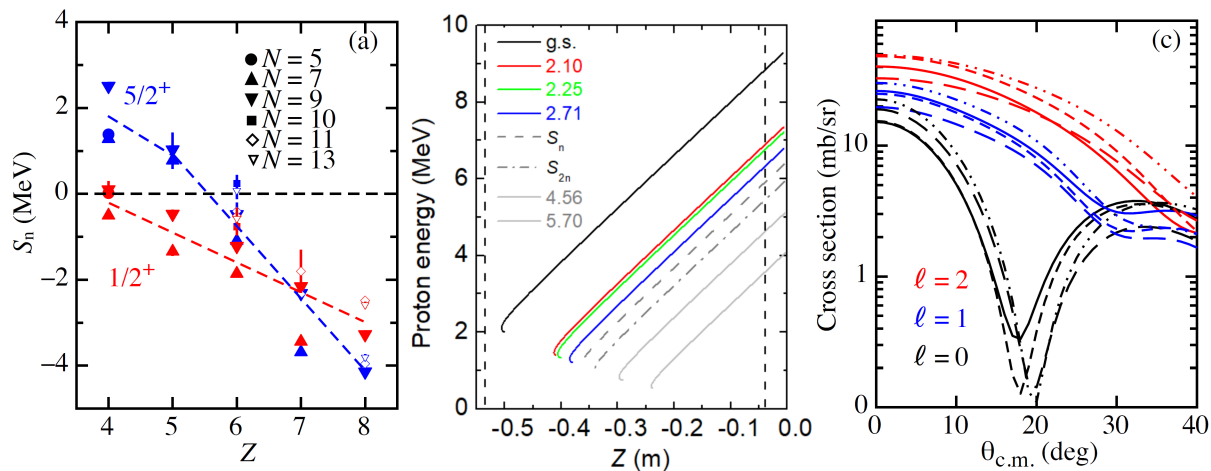 (a)
4
2
0
−2
−4
S_n (MeV)
5/2⁺
1/2⁺
N = 5
N = 7
N = 9
N = 10
N = 11
N = 13
4 5 6 7 8
Z
10
8
6
4
2
0
Proton energy (MeV)
g.s.
2.10
2.25
2.71
S_n
S_2n
4.56
5.70
-0.5 -0.4 -0.3 -0.2 -0.1 0.0
Z (m)
(c)
10
1
0
Cross section (mb/sr)
ℓ = 2
ℓ = 1
ℓ = 0
0 10 20 30 40
θ_c.m. (deg)